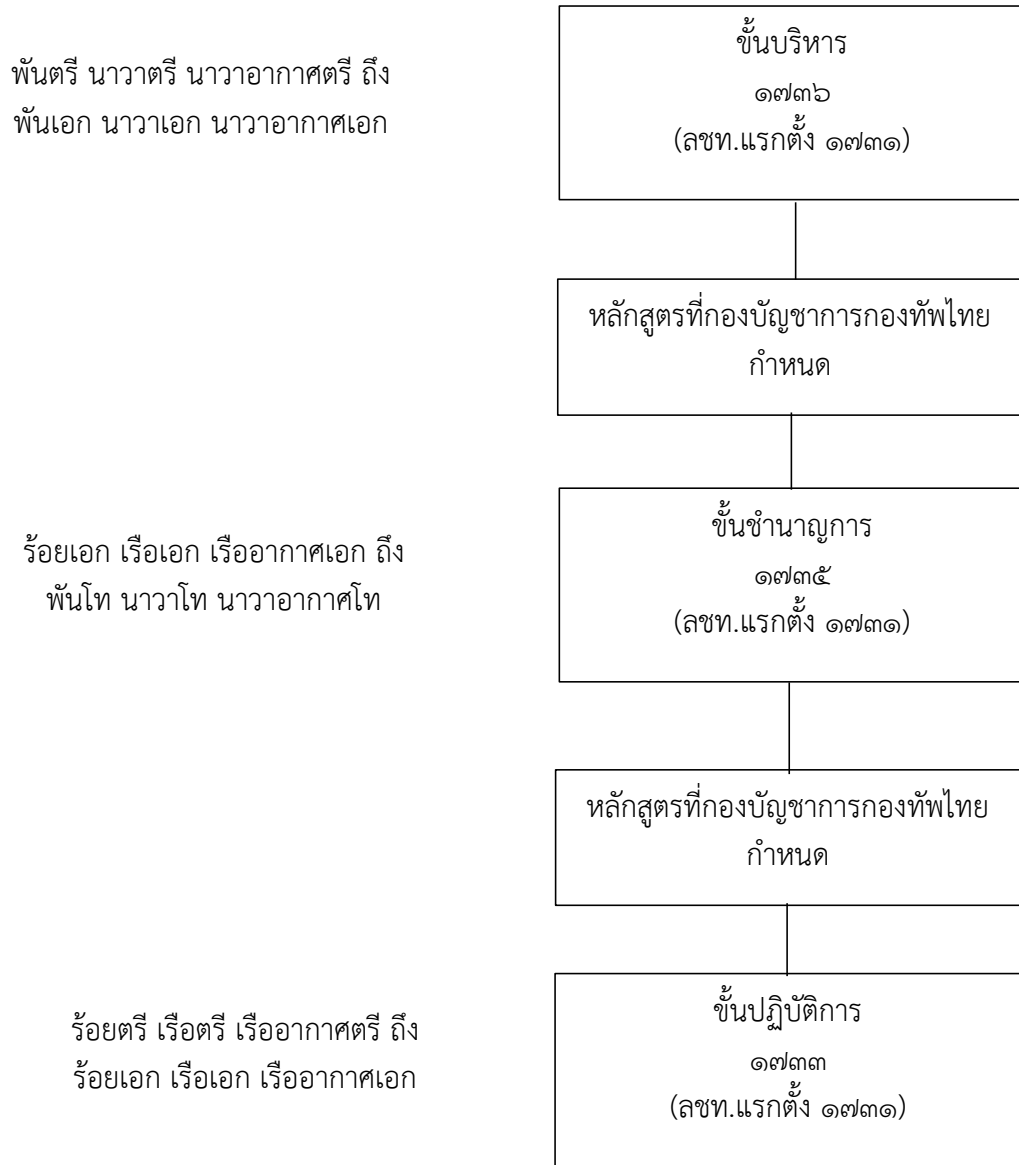 ขั้นบริหาร
๑๗๓๖
(ลชท.แรกตั้ง ๑๗๓๑)
พันตรี นาวาตรี นาวาอากาศตรี ถึง
พันเอก นาวาเอก นาวาอากาศเอก
หลักสูตรที่กองบัญชาการกองทัพไทย
กำหนด
ขั้นชำนาญการ
๑๗๓๕
(ลชท.แรกตั้ง ๑๗๓๑)
ร้อยเอก เรือเอก เรืออากาศเอก ถึง
พันโท นาวาโท นาวาอากาศโท
หลักสูตรที่กองบัญชาการกองทัพไทย
กำหนด
ขั้นปฏิบัติการ
๑๗๓๓
(ลชท.แรกตั้ง ๑๗๓๑)
ร้อยตรี เรือตรี เรืออากาศตรี ถึง
ร้อยเอก เรือเอก เรืออากาศเอก